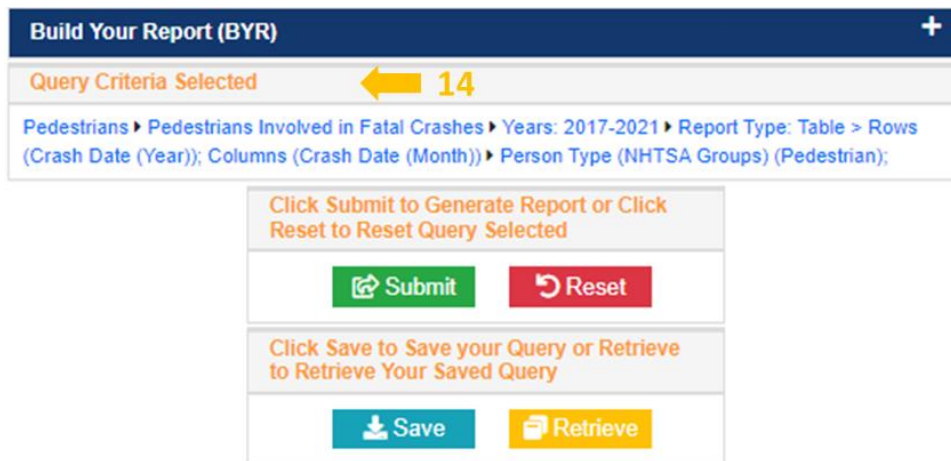 Build Your Report (BYR) +
Query Criteria Selected 14
Pedestrians ▸ Pedestrians Involved in Fatal Crashes ▸ Years: 2017-2021 ▸ Report Type: Table > Rows
(Crash Date (Year)); Columns (Crash Date (Month)) ▸ Person Type (NHTSA Groups) (Pedestrian);
Click Submit to Generate Report or Click
Reset to Reset Query Selected
Submit Reset
Click Save to Save your Query or Retrieve
to Retrieve Your Saved Query
Save Retrieve